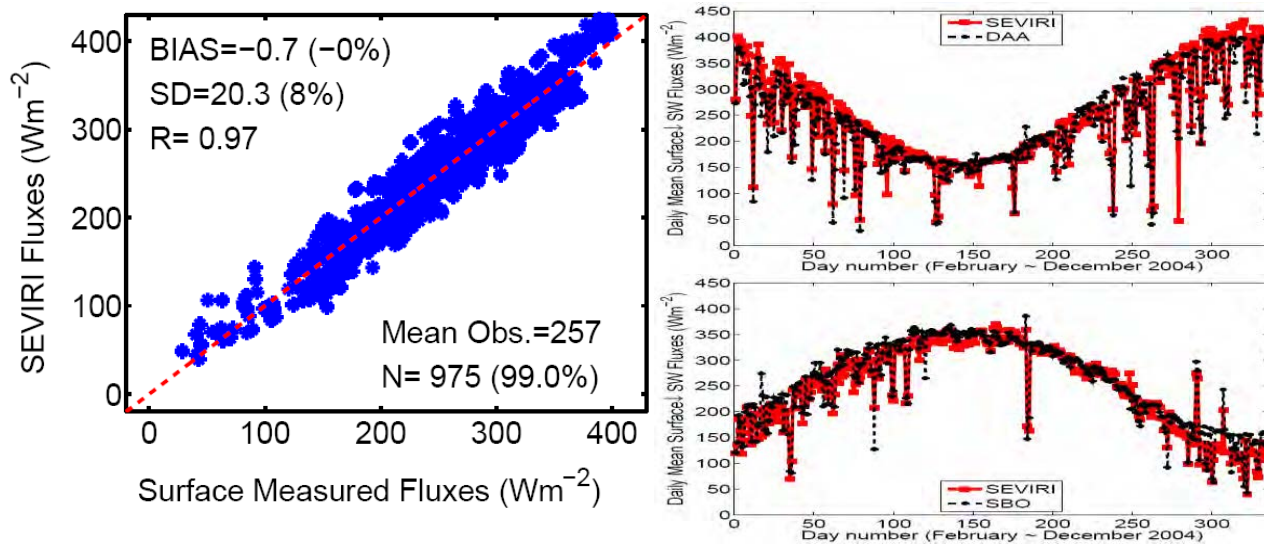 BIAS=−0.7 (−0%)
SD=20.3 (8%)
R= 0.97
Mean Obs.=257
N= 975 (99.0%)
400
300
200
100
0
0 100 200 300 400
SEVIRI Fluxes (Wm⁻²)
Surface Measured Fluxes (Wm⁻²)
SEVIRI
DAA
450
400
350
300
250
200
150
100
50
0
0 50 100 150 200 250 300
Daily Mean Surface↓ SW Fluxes (Wm⁻²)
Day number (February ~ December 2004)
450
400
350
300
250
200
150
100
50
0
0 50 100 150 200 250 300
Daily Mean Surface↓ SW Fluxes (Wm⁻²)
SEVIRI
SBO
Day number (February ~ December 2004)